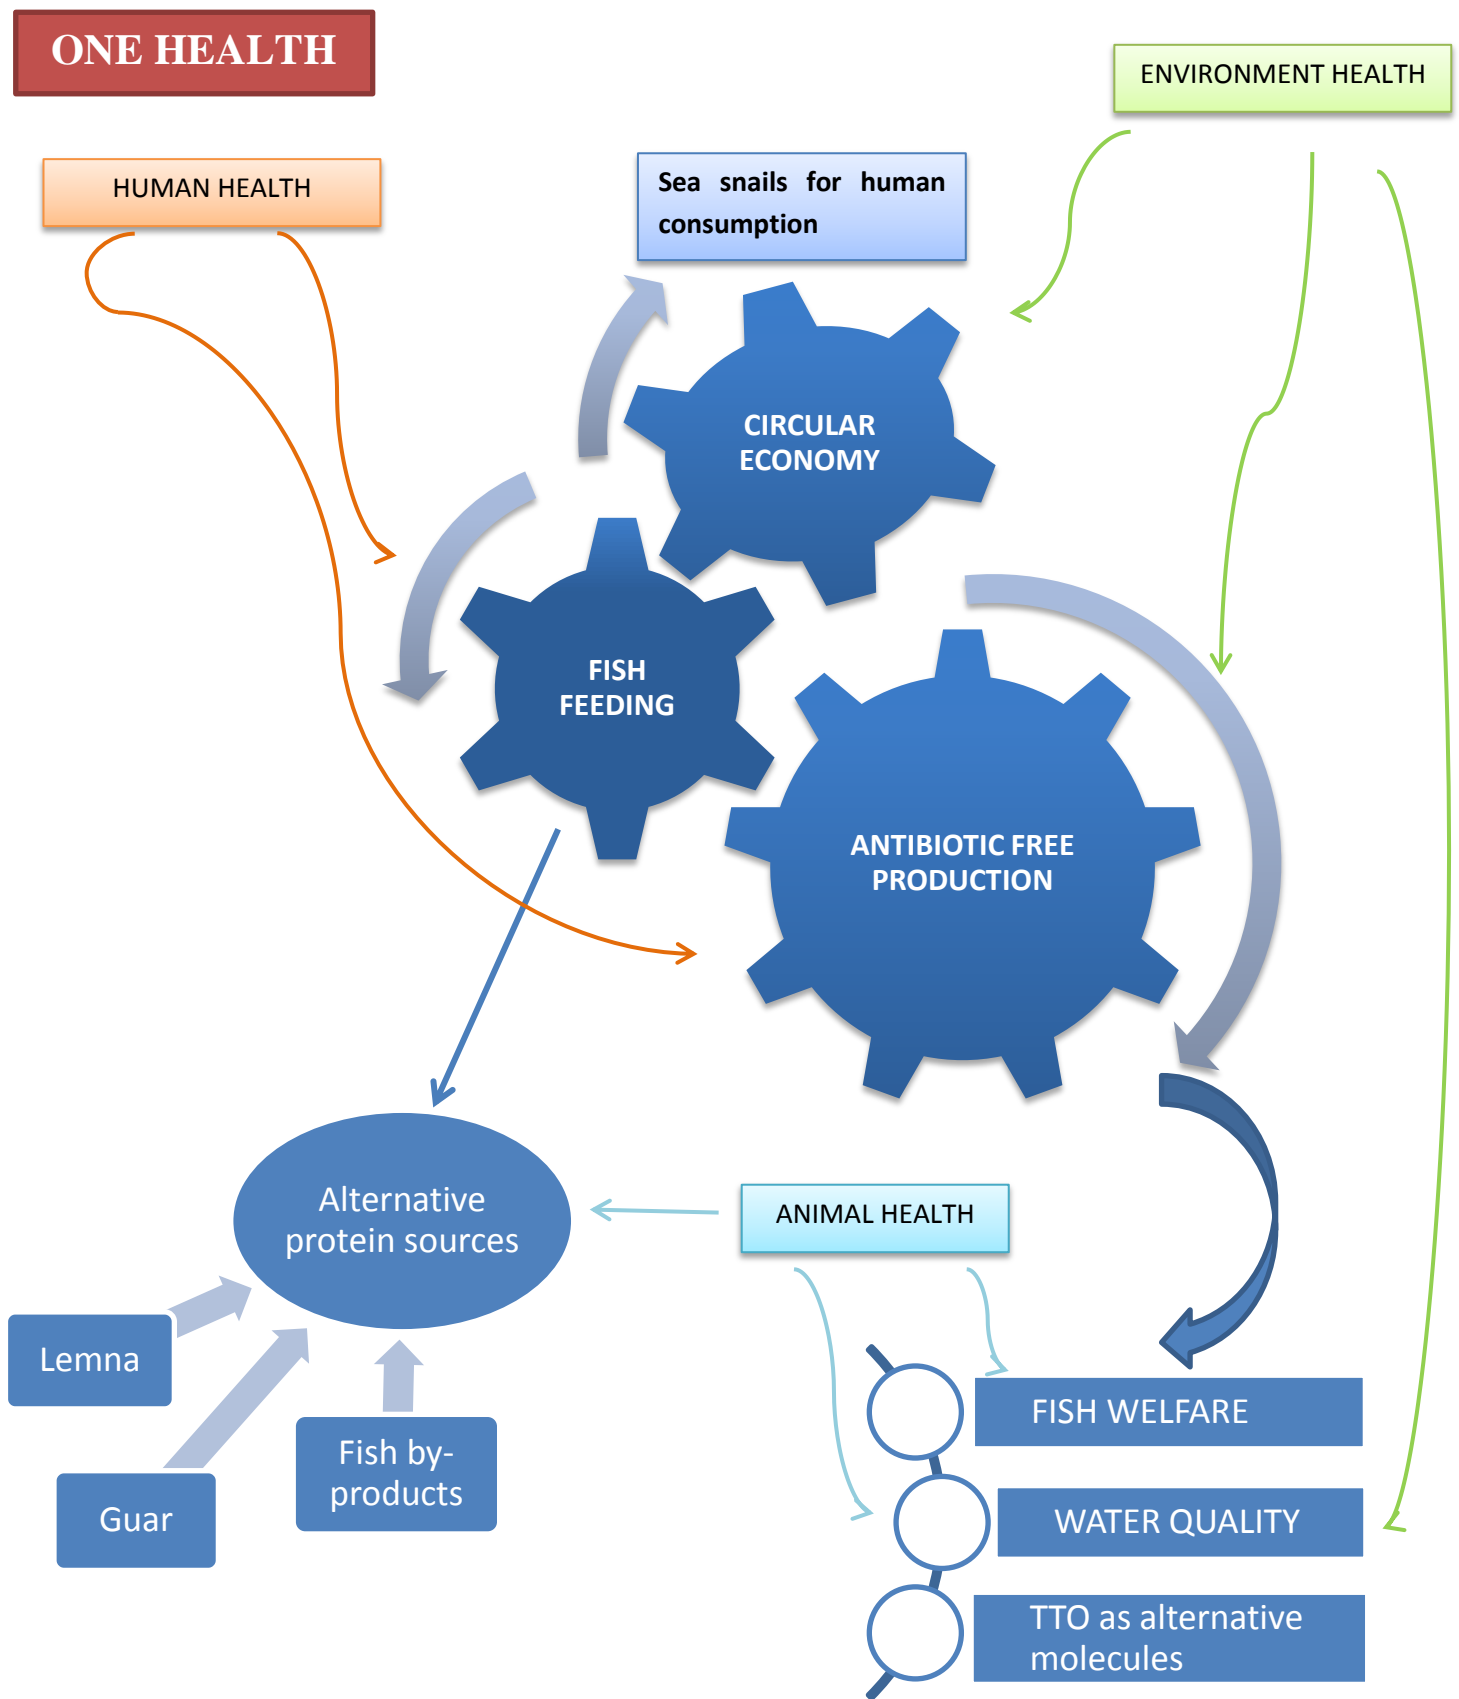 ONE HEALTH
ENVIRONMENT HEALTH
HUMAN HEALTH
Sea snails for human
consumption
CIRCULAR
ECONOMY
FISH
FEEDING
ANTIBIOTIC FREE
PRODUCTION
Alternative
protein sources
ANIMAL HEALTH
Lemna
Guar
Fish by-
products
FISH WELFARE
WATER QUALITY
TTO as alternative
molecules